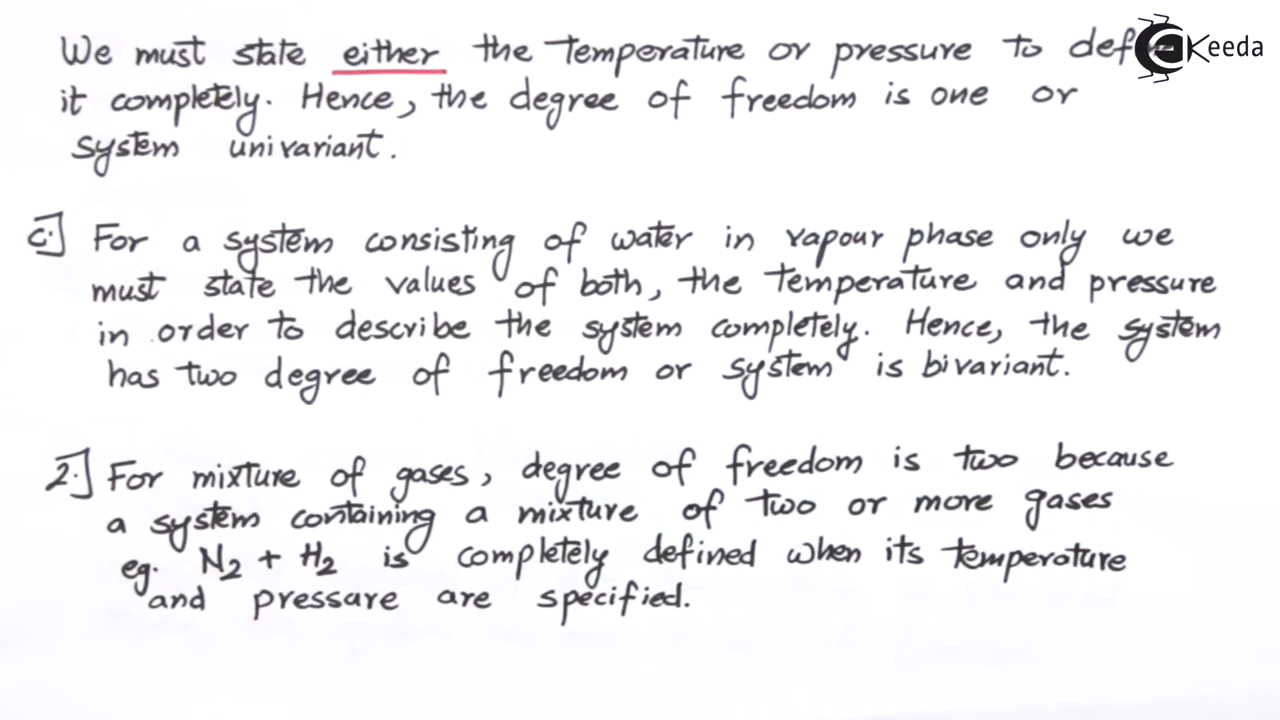 We must state either the temperature or pressure to def
it completely. Hence, the degree of freedom is one or
system univariant.
Keeda
c.] For a system consisting of water in vapour phase only we
must state the values of both, the temperature and pressure
in order to describe the system completely. Hence, the system
has two degree of freedom or system is bivariant.
2.] For mixture of gases, degree of freedom is two because
a system containing a mixture of two or more gases
eg. N₂ + H₂ is completely defined when its temperature
and pressure are specified.